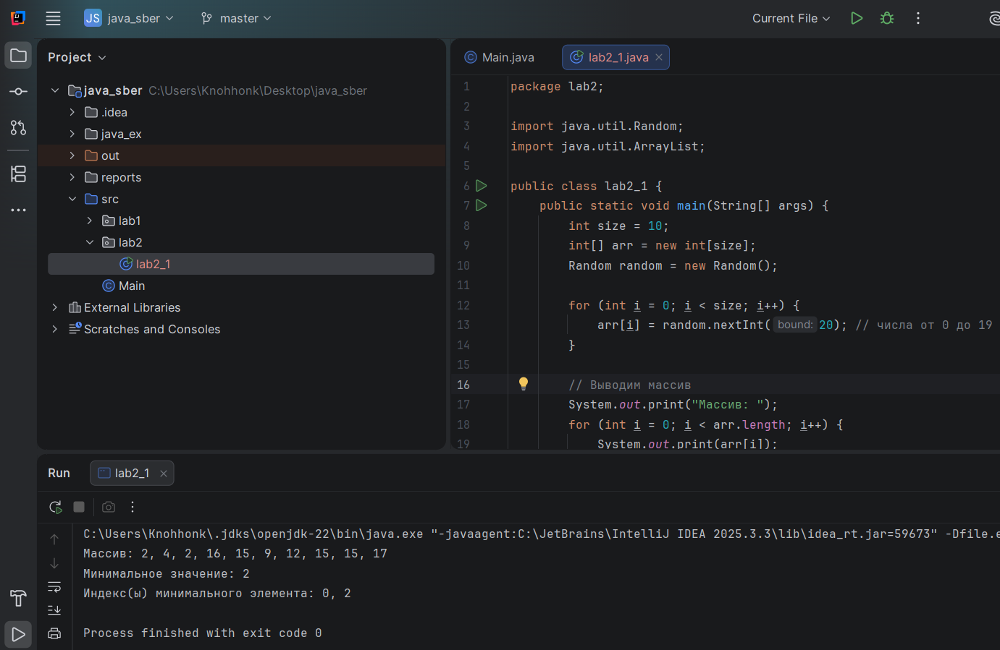 JS java_sber master Current File
Project
java_sber C:\Users\Knohhonk\Desktop\java_sber
.idea
java_ex
out
reports
src
lab1
lab2
lab2_1
Main
External Libraries
Scratches and Consoles
Main.java lab2_1.java
1 package lab2;
2
3 import java.util.Random;
4 import java.util.ArrayList;
5
6 public class lab2_1 {
7 public static void main(String[] args) {
8 int size = 10;
9 int[] arr = new int[size];
10 Random random = new Random();
11
12 for (int i = 0; i < size; i++) {
13 arr[i] = random.nextInt( bound: 20); // числа от 0 до 19
14 }
15
16 // Выводим массив
17 System.out.print("Массив: ");
18 for (int i = 0; i < arr.length; i++) {
19 System.out.print(arr[i]);
Run lab2_1
C:\Users\Knohhonk\.jdks\openjdk-22\bin\java.exe "-javaagent:C:\JetBrains\IntelliJ IDEA 2025.3.3\lib\idea_rt.jar=59673" -Dfile.e
Массив: 2, 4, 2, 16, 15, 9, 12, 15, 15, 17
Минимальное значение: 2
Индекс(ы) минимального элемента: 0, 2
Process finished with exit code 0